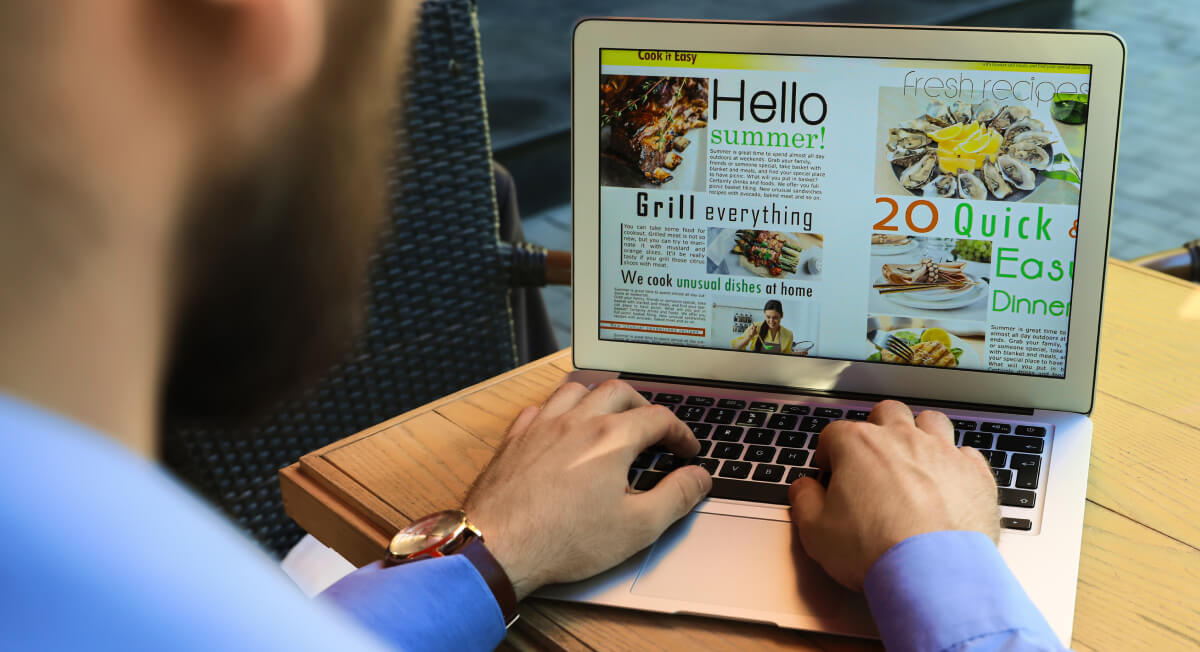 Cook it Easy
Hello
summer!
Summer is great time to spend almost all day
outdoors at weekends. Grab your family,
friends or someone special, take basket with
blanket and meals, and find your special place
to have picnic. What will you put in basket?
Certainly drinks and foods. We offer you full
picnic basket filling. New unusual sandwiches
recipes with avocado, baked meat and so on.
Grill everything
You can take some food for
cookout. Grilled meat is not so
new, but you can try to mari-
nate it with mustard and
orange slices. It'd be really
tasty if you grill those citrus
slices with meat.
We cook unusual dishes at home
fresh recipes
20 Quick &
Easy
Dinner
Summer is great
almost all day outdoors
ends. Grab your family,
or someone special,
with blanket and meals,
your special place to have
What will you put in